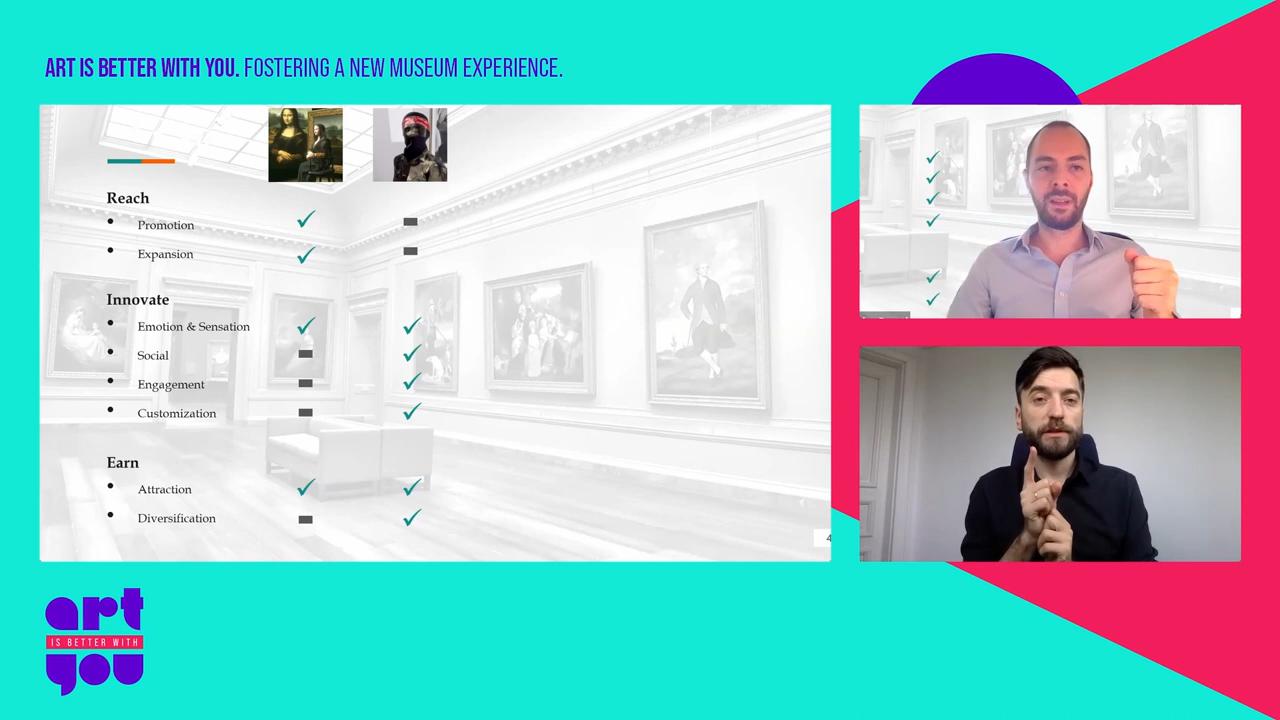 ART IS BETTER WITH YOU. FOSTERING A NEW MUSEUM EXPERIENCE.
Reach
Promotion
Expansion
Innovate
Emotion & Sensation
Social
Engagement
Customization
Earn
Attraction
Diversification
4
art
IS BETTER WITH
you